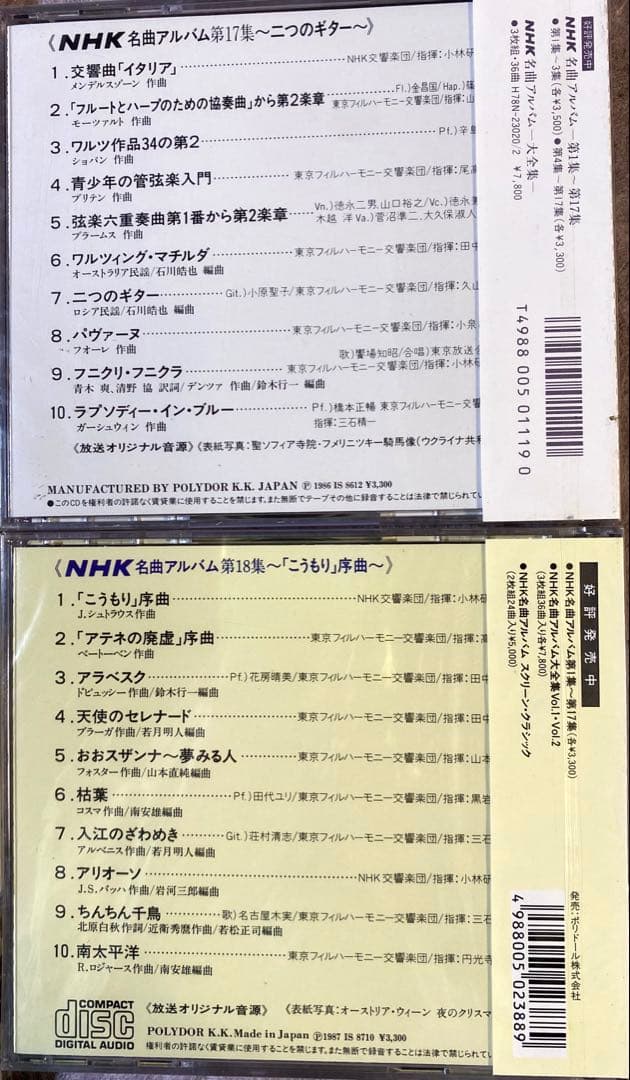 《NHK 名曲アルバム第17集〜二つのギター〜》
1.交響曲「イタリア」 NHK交響楽団/指揮:小林研
メンデルスゾーン 作曲
Fl.)金昌国/Hap.)篠
2.「フルートとハープのための協奏曲」から第2楽章 東京フィルハーモニー交響楽団/指揮:山
モーツァルト 作曲
3.ワルツ作品34の第2 Pf.)辛島
ショパン 作曲
4.青少年の管弦楽入門 東京フィルハーモニー交響楽団/指揮:尾高
ブリテン 作曲
Vn.)徳永二男、山口裕之/Vc.)徳永兼
5.弦楽六重奏曲第1番から第2楽章 木越 洋 Va.)菅沼準二、大久保淑人
ブラームス 作曲
6.ワルツィング・マチルダ 東京フィルハーモニー交響楽団/指揮:田中
オーストラリア民謡/石川皓也 編曲
7.二つのギター Git.)小原聖子/東京フィルハーモニー交響楽団/指揮:久山
ロシア民謡/石川皓也 編曲
8.パヴァーヌ 東京フィルハーモニー交響楽団/指揮:小泉
フォーレ 作曲
歌)饗場知昭/合唱)東京放送合
9.フニクリ・フニクラ 東京フィルハーモニー交響楽団/指揮:小林研
青木 爽、清野 協 訳詞/デンツァ 作曲/鈴木行一 編曲
10.ラプソディー・イン・ブルー Pf.)橋本正暢 東京フィルハーモニー交響楽
ガーシュウィン 作曲 指揮:三石精一
《放送オリジナル音源》《表紙写真:聖ソフィア寺院・フメリニツキー騎馬像(ウクライナ共和
MANUFACTURED BY POLYDOR K.K. JAPAN ℗ 1986 IS 8612 ¥3,300
●このCDを権利者の許諾なく賃貸業に使用することを禁じます。また無断でテープその他に録音することは法律で禁じられてい
好評発売中
NHK 名曲アルバム―第1集〜第17集
●第1集〜3集(各¥3,500)●第4集〜第17集(各¥3,300)
NHK 名曲アルバム―大全集―
●3枚組・36曲 H78N-23020/2 ¥7,800
T4988 005 01119 0
《NHK 名曲アルバム第18集〜「こうもり」序曲〜》
1.「こうもり」序曲 NHK交響楽団/指揮:小林研
J.シュトラウス作曲
2.「アテネの廃虚」序曲 東京フィルハーモニー交響楽団/指揮:高
ベートーベン 作曲
3.アラベスク Pf.)花房晴美/東京フィルハーモニー交響楽団/指揮:田中
ドビュッシー作曲/鈴木行一編曲
4.天使のセレナード 東京フィルハーモニー交響楽団/指揮:田中
ブラーガ作曲/若月明人編曲
5.おおスザンナ〜夢みる人 東京フィルハーモニー交響楽団/指揮:山本
フォスター作曲/山本直純編曲
6.枯葉 Pf.)田代ユリ/東京フィルハーモニー交響楽団/指揮:黒岩
コスマ作曲/南安雄編曲
7.入江のざわめき Git.)荘村清志/東京フィルハーモニー交響楽団/指揮:三石
アルベニス作曲/若月明人編曲
8.アリオーソ NHK交響楽団/指揮:小林研
J.S.バッハ作曲/岩河三郎編曲
9.ちんちん千鳥 歌)名古屋木実/東京フィルハーモニー交響楽団/指揮:三石
北原白秋作詞/近衛秀麿作曲/若松正司編曲
10.南太平洋 東京フィルハーモニー交響楽団/指揮:円光寺
R.ロジャース作曲/南安雄編曲
COMPACT disc DIGITAL AUDIO
《放送オリジナル音源》 《表紙写真:オーストリア・ウィーン 夜のクリスマ
POLYDOR K.K.Made in Japan ℗1987 IS 8710 ¥3,300
権利者の許諾なく賃貸業に使用することを禁じます。また無断でテープその他に録音することは法律で禁じられてい
好評発売中
●NHK名曲アルバム第1集〜第17集(各¥3,300)
●NHK名曲アルバム大全集Vol.1・Vol.2
(3枚組36曲入り各¥7,800)
●NHK名曲アルバム スクリーン・クラシック
(2枚組24曲入り¥5,000)
発売:ポリドール株式会社
4988005023889